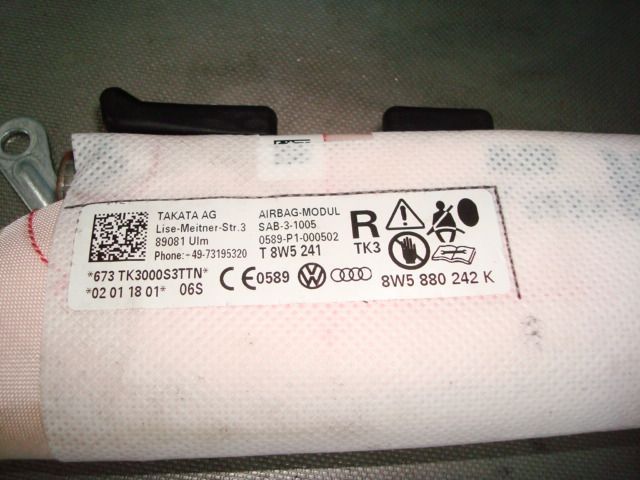 TAKATA AG
Lise-Meitner-Str.3
89081 Ulm
Phone: +49-73195320
*673 TK3000S3TTN*
*02 01 18 01* 06S
AIRBAG-MODUL
SAB-3-1005
0589-P1-000502
T 8W5 241
CE 0589
R
TK3
8W5 880 242 K